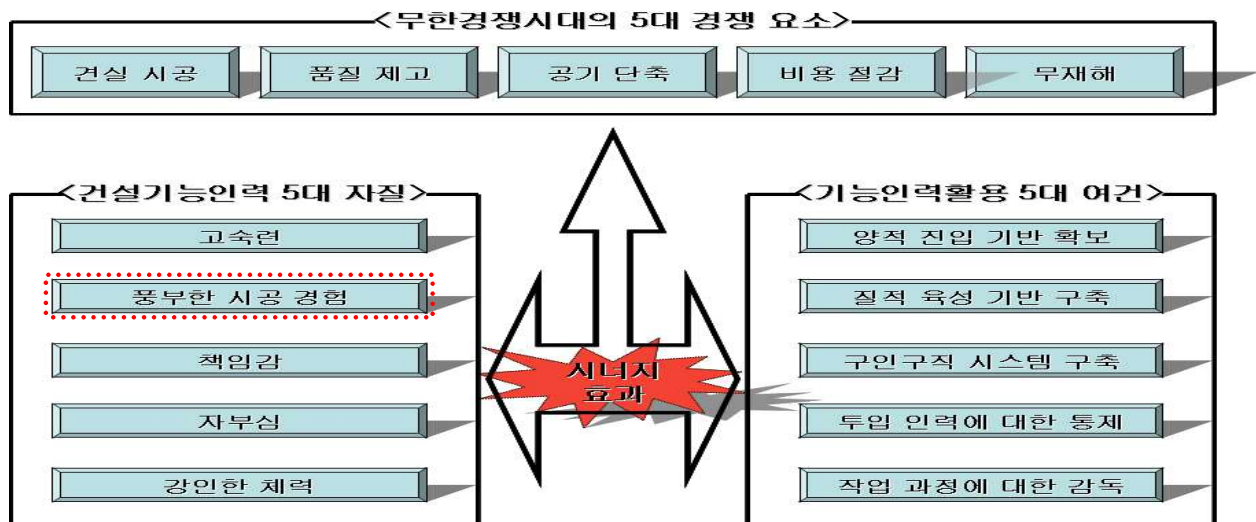 <무한경쟁시대의 5대 경쟁 요소>
견실 시공
품질 제고
공기 단축
비용 절감
무재해
<건설기능인력 5대 자질>
고숙련
풍부한 시공 경험
책임감
자부심
강인한 체력
시너지
효과
<기능인력활용 5대 여건>
양적 진입 기반 확보
질적 육성 기반 구축
구인구직 시스템 구축
투입 인력에 대한 통제
작업 과정에 대한 감독